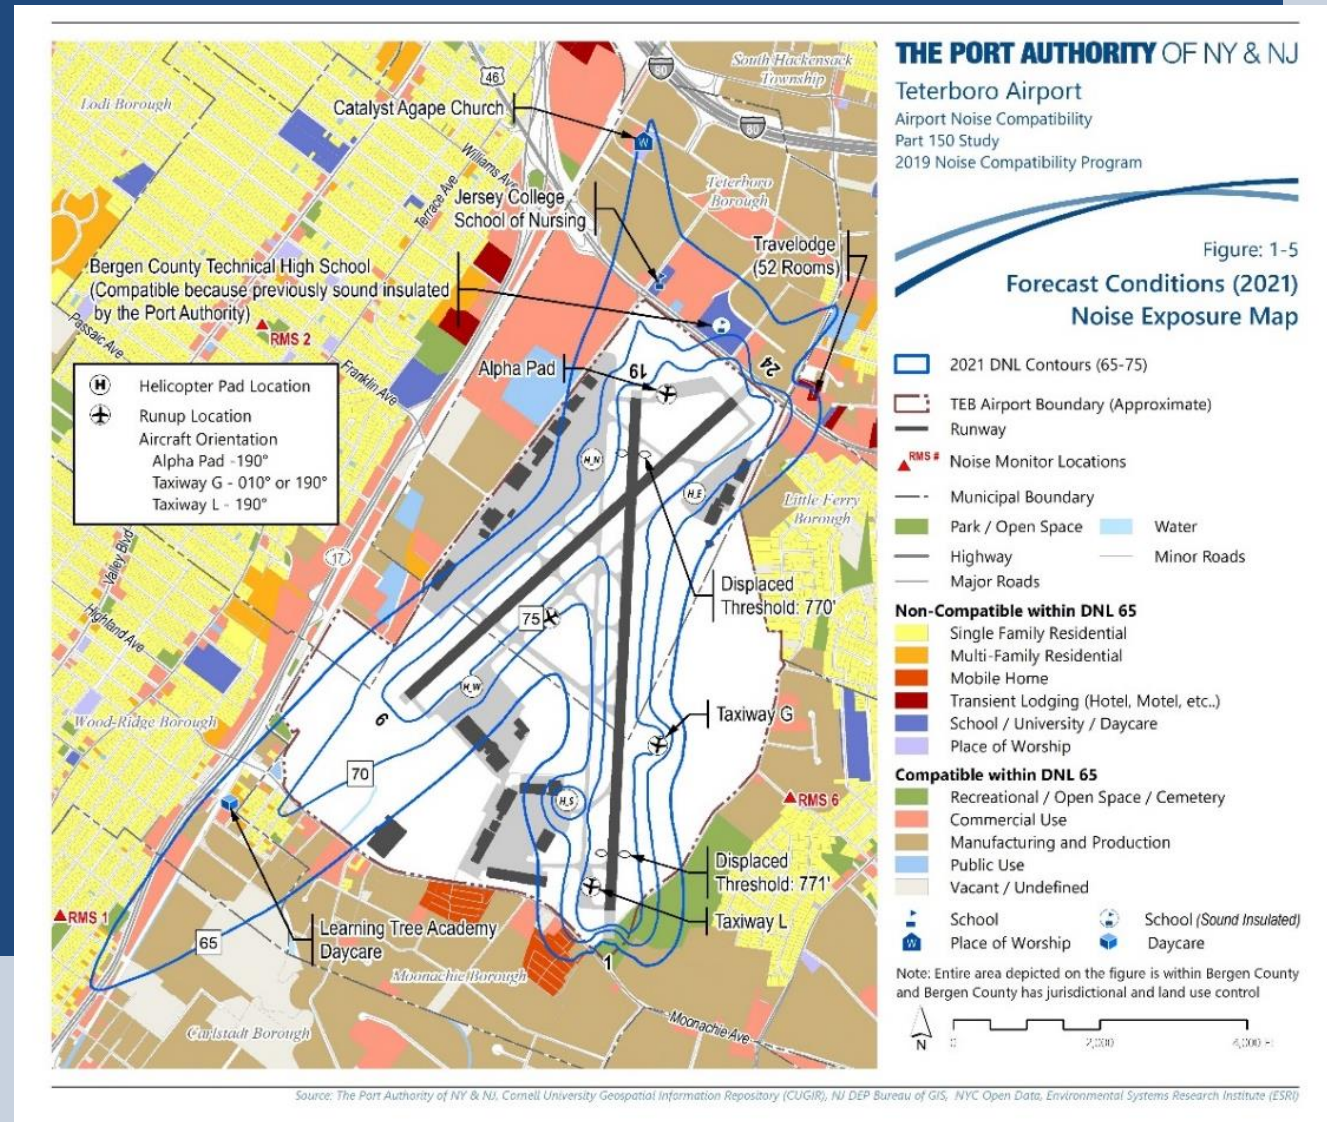 South Hackensack
Township
Lodi Borough
46
80
Catalyst Agape Church
W
80
Williams Ave
Terrace Ave
Teterboro
Borough
Jersey College
School of Nursing
Travelodge
(52 Rooms)
Bergen County Technical High School
(Compatible because previously sound insulated
by the Port Authority)
Passaic Ave
RMS 2
Franklin Ave
Alpha Pad
19
24
H Helicopter Pad Location
Runup Location
Aircraft Orientation
Alpha Pad -190°
Taxiway G - 010° or 190°
Taxiway L - 190°
H_N
H_E
Little Ferry
Borough
17
Valley Blvd
Highland Ave
Displaced
Threshold: 770'
75
H_W
6
Wood-Ridge Borough
Taxiway G
70
H_S
RMS 6
Displaced
Threshold: 771'
RMS 1
Taxiway L
Learning Tree Academy
Daycare
65
1
Moonachie Borough
Carlstadt Borough
Moonachie Ave
THE PORT AUTHORITY OF NY & NJ
Teterboro Airport
Airport Noise Compatibility
Part 150 Study
2019 Noise Compatibility Program
Figure: 1-5
Forecast Conditions (2021)
Noise Exposure Map
2021 DNL Contours (65-75)
TEB Airport Boundary (Approximate)
Runway
RMS # Noise Monitor Locations
Municipal Boundary
Park / Open Space Water
Highway Minor Roads
Major Roads
Non-Compatible within DNL 65
Single Family Residential
Multi-Family Residential
Mobile Home
Transient Lodging (Hotel, Motel, etc..)
School / University / Daycare
Place of Worship
Compatible within DNL 65
Recreational / Open Space / Cemetery
Commercial Use
Manufacturing and Production
Public Use
Vacant / Undefined
School School (Sound Insulated)
W Place of Worship Daycare
Note: Entire area depicted on the figure is within Bergen County
and Bergen County has jurisdictional and land use control
N
0 2,000 4,000 Ft
Source: The Port Authority of NY & NJ, Cornell University Geospatial Information Repository (CUGIR), NJ DEP Bureau of GIS, NYC Open Data, Environmental Systems Research Institute (ESRI)